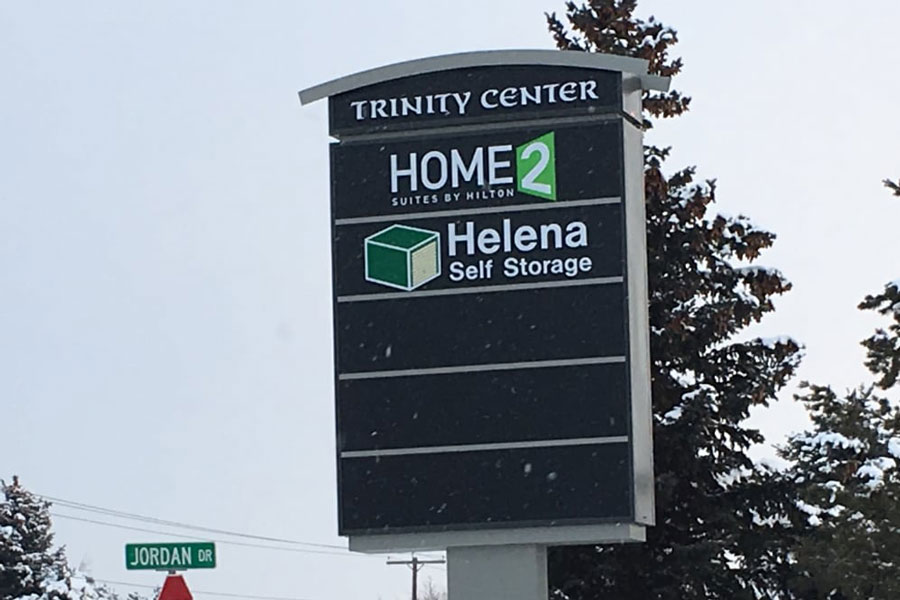 TRINITY CENTER
HOME2
SUITES BY HILTON
Helena
Self Storage
JORDAN DR